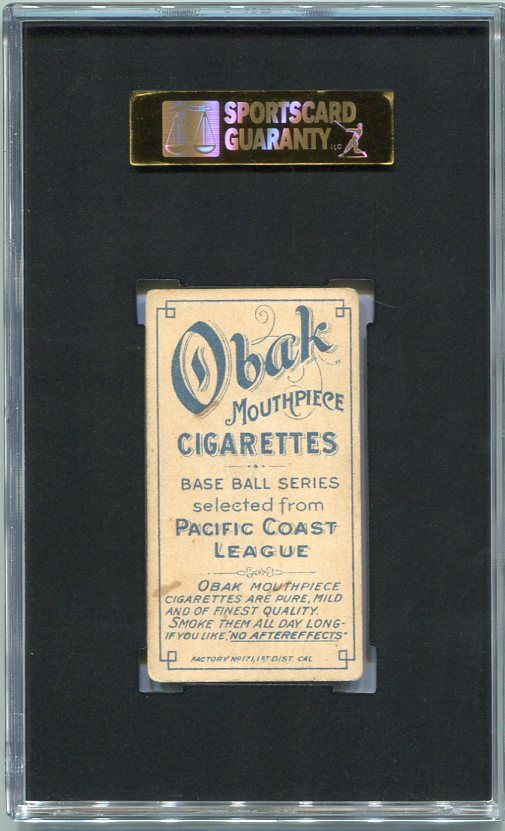 SPORTSCARD
GUARANTY LLC
Obak
MOUTHPIECE
CIGARETTES
BASE BALL SERIES
selected from
PACIFIC COAST
LEAGUE
OBAK MOUTHPIECE
CIGARETTES ARE PURE, MILD
AND OF FINEST QUALITY.
SMOKE THEM ALL DAY LONG-
IF YOU LIKE, "NO AFTEREFFECTS"
FACTORY Nº 171, 1ST DIST. CAL